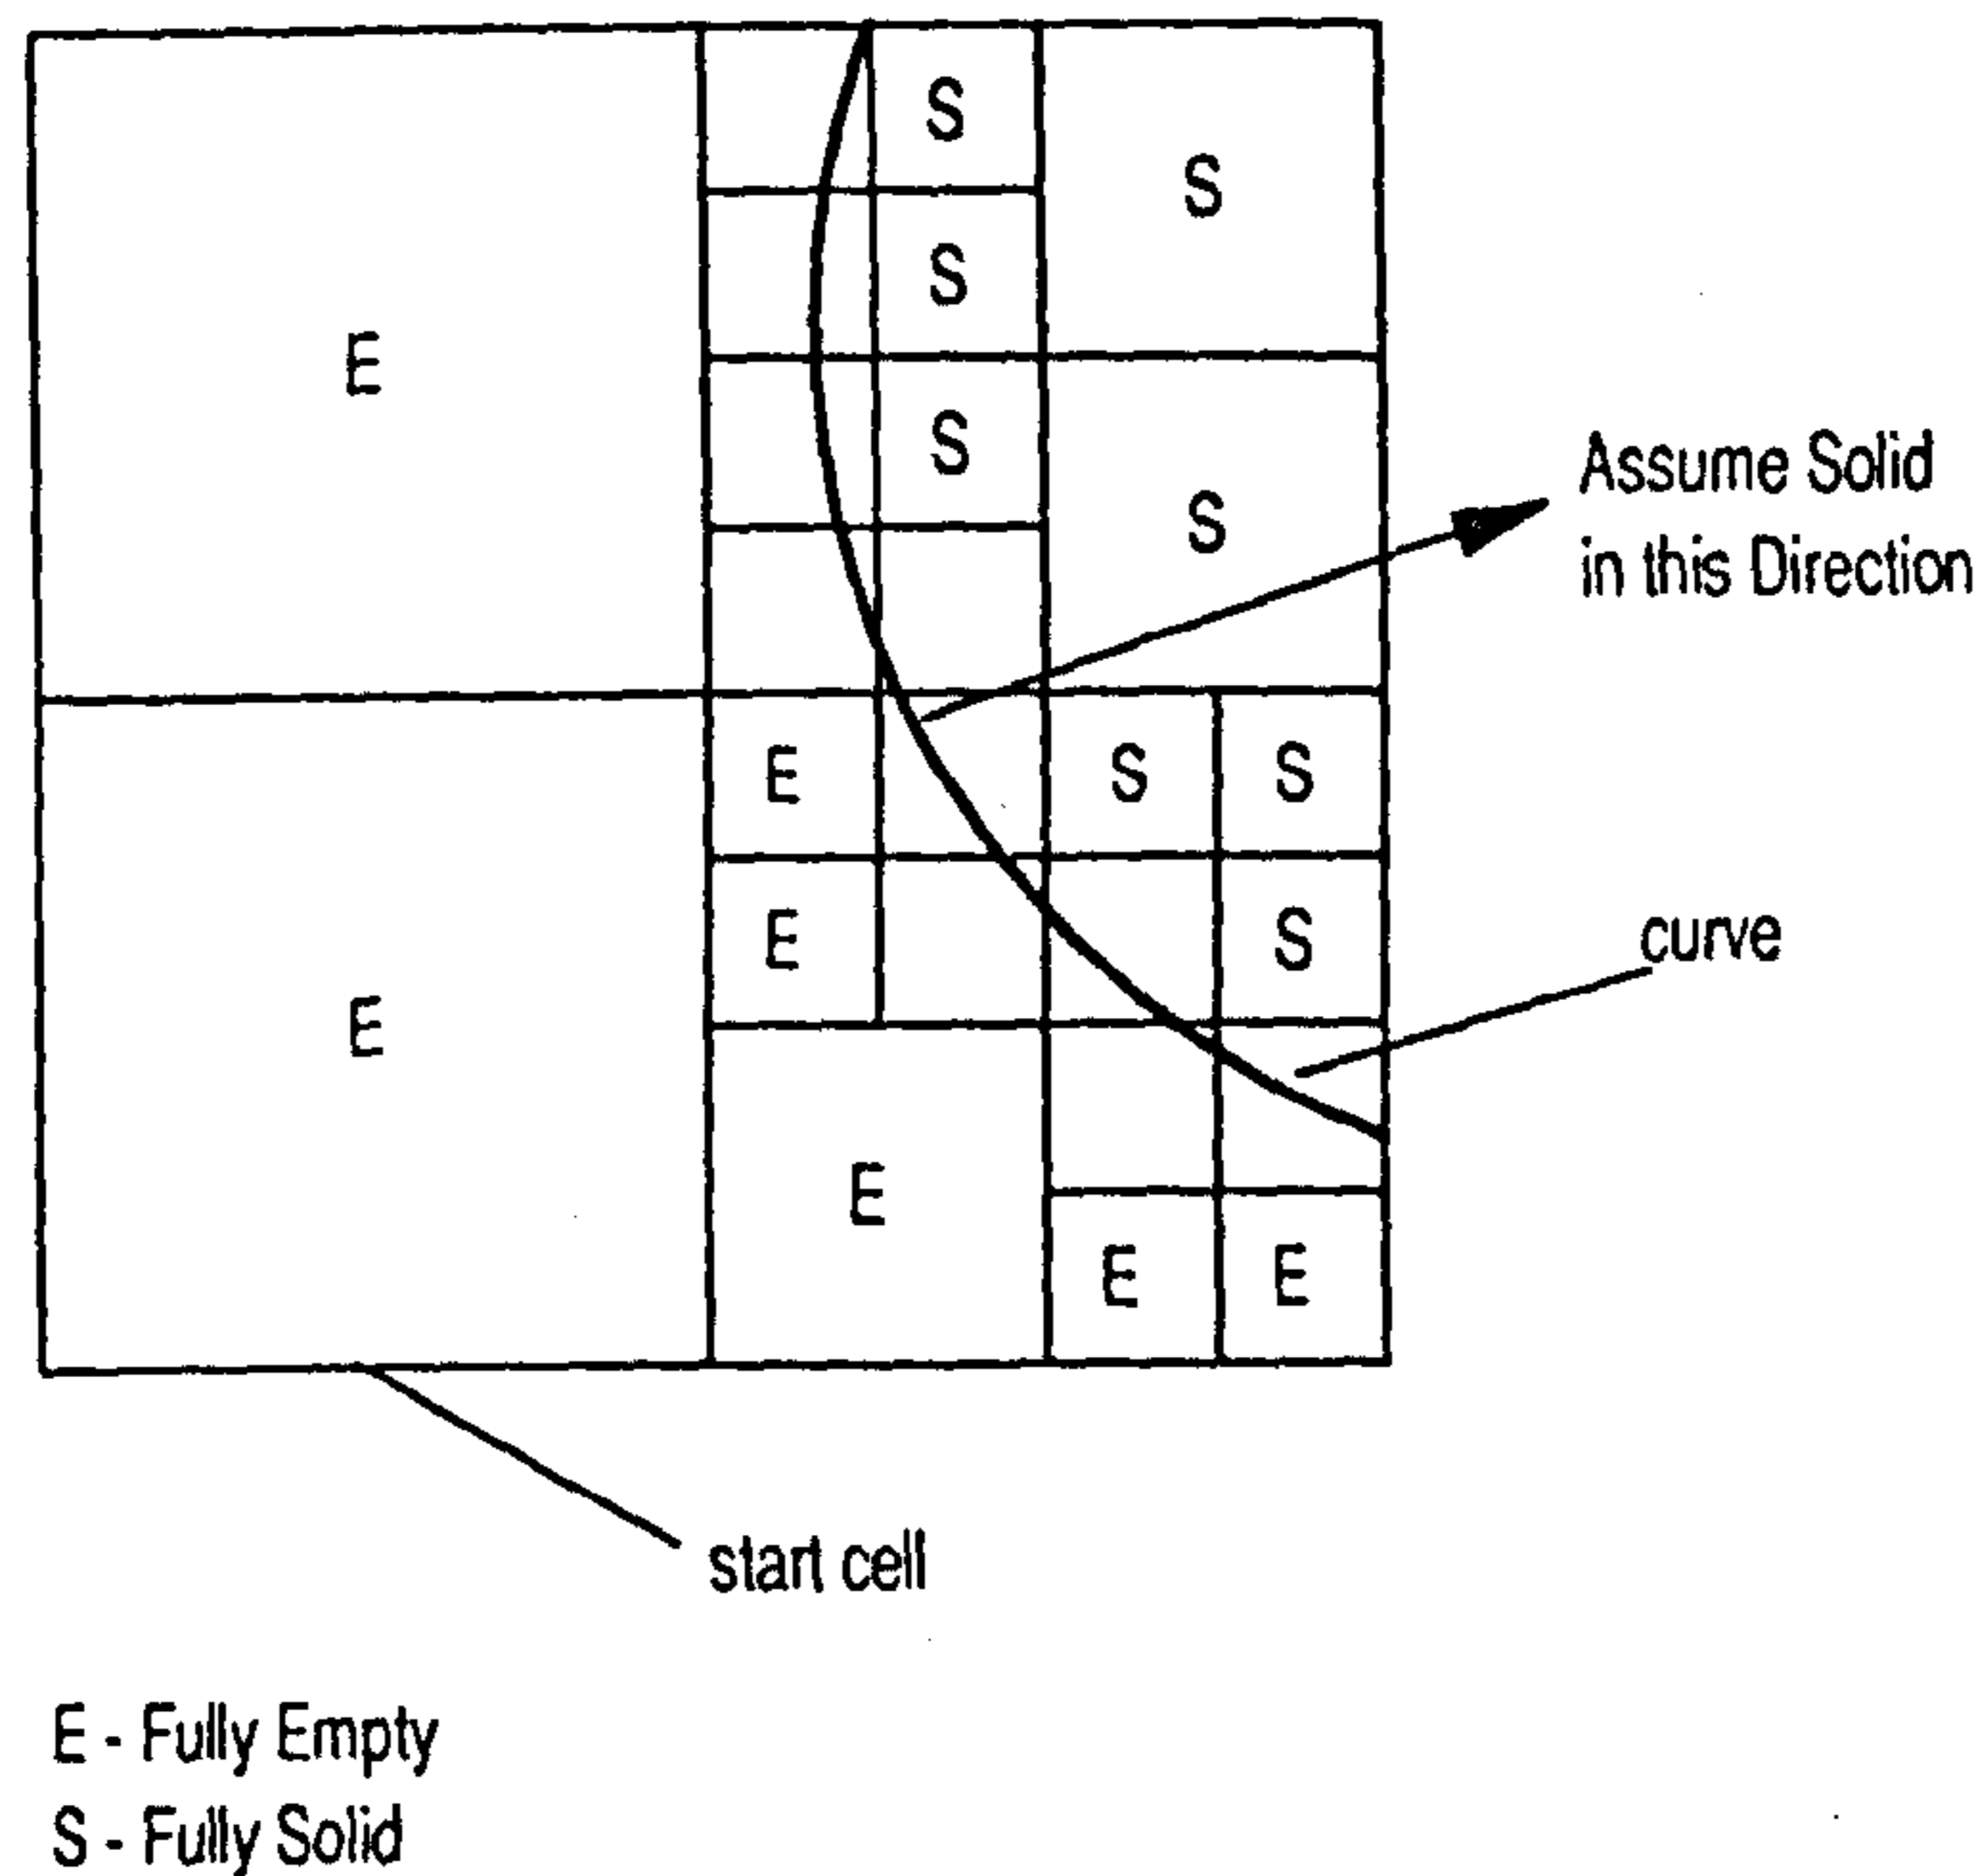 S
S
S
E
S
Assume Solid
S
in this Direction
E
S
S
E
S
curve
E
E
E
E
start cell
E - Fully Empty
S - Fully Solid